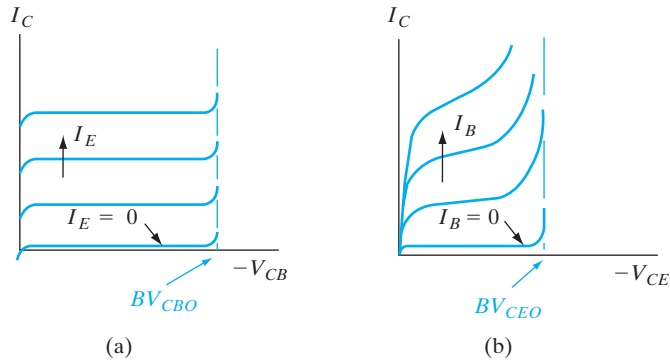 I_C
I_E
I_E = 0
−V_CB
BV_CBO
(a)
I_C
I_B
I_B = 0
−V_CE
BV_CEO
(b)